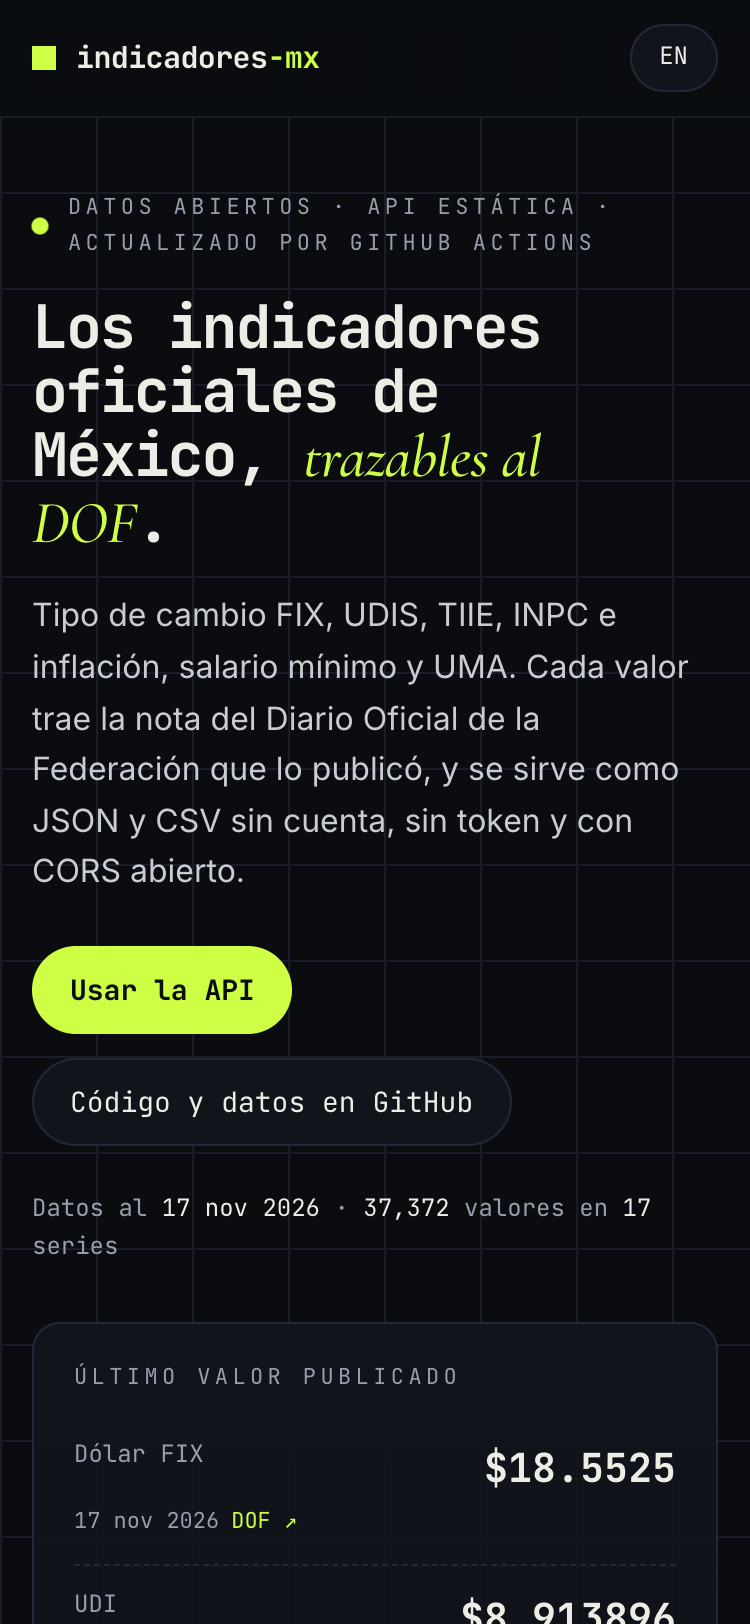 indicadores-mx
EN
DATOS ABIERTOS · API ESTÁTICA ·
ACTUALIZADO POR GITHUB ACTIONS
Los indicadores
oficiales de
México, trazables al
DOF.
Tipo de cambio FIX, UDIS, TIIE, INPC e
inflación, salario mínimo y UMA. Cada valor
trae la nota del Diario Oficial de la
Federación que lo publicó, y se sirve como
JSON y CSV sin cuenta, sin token y con
CORS abierto.
Usar la API
Código y datos en GitHub
Datos al 17 nov 2026 · 37,372 valores en 17
series
ÚLTIMO VALOR PUBLICADO
Dólar FIX
$18.5525
17 nov 2026 DOF ↗
UDI
$8.913896